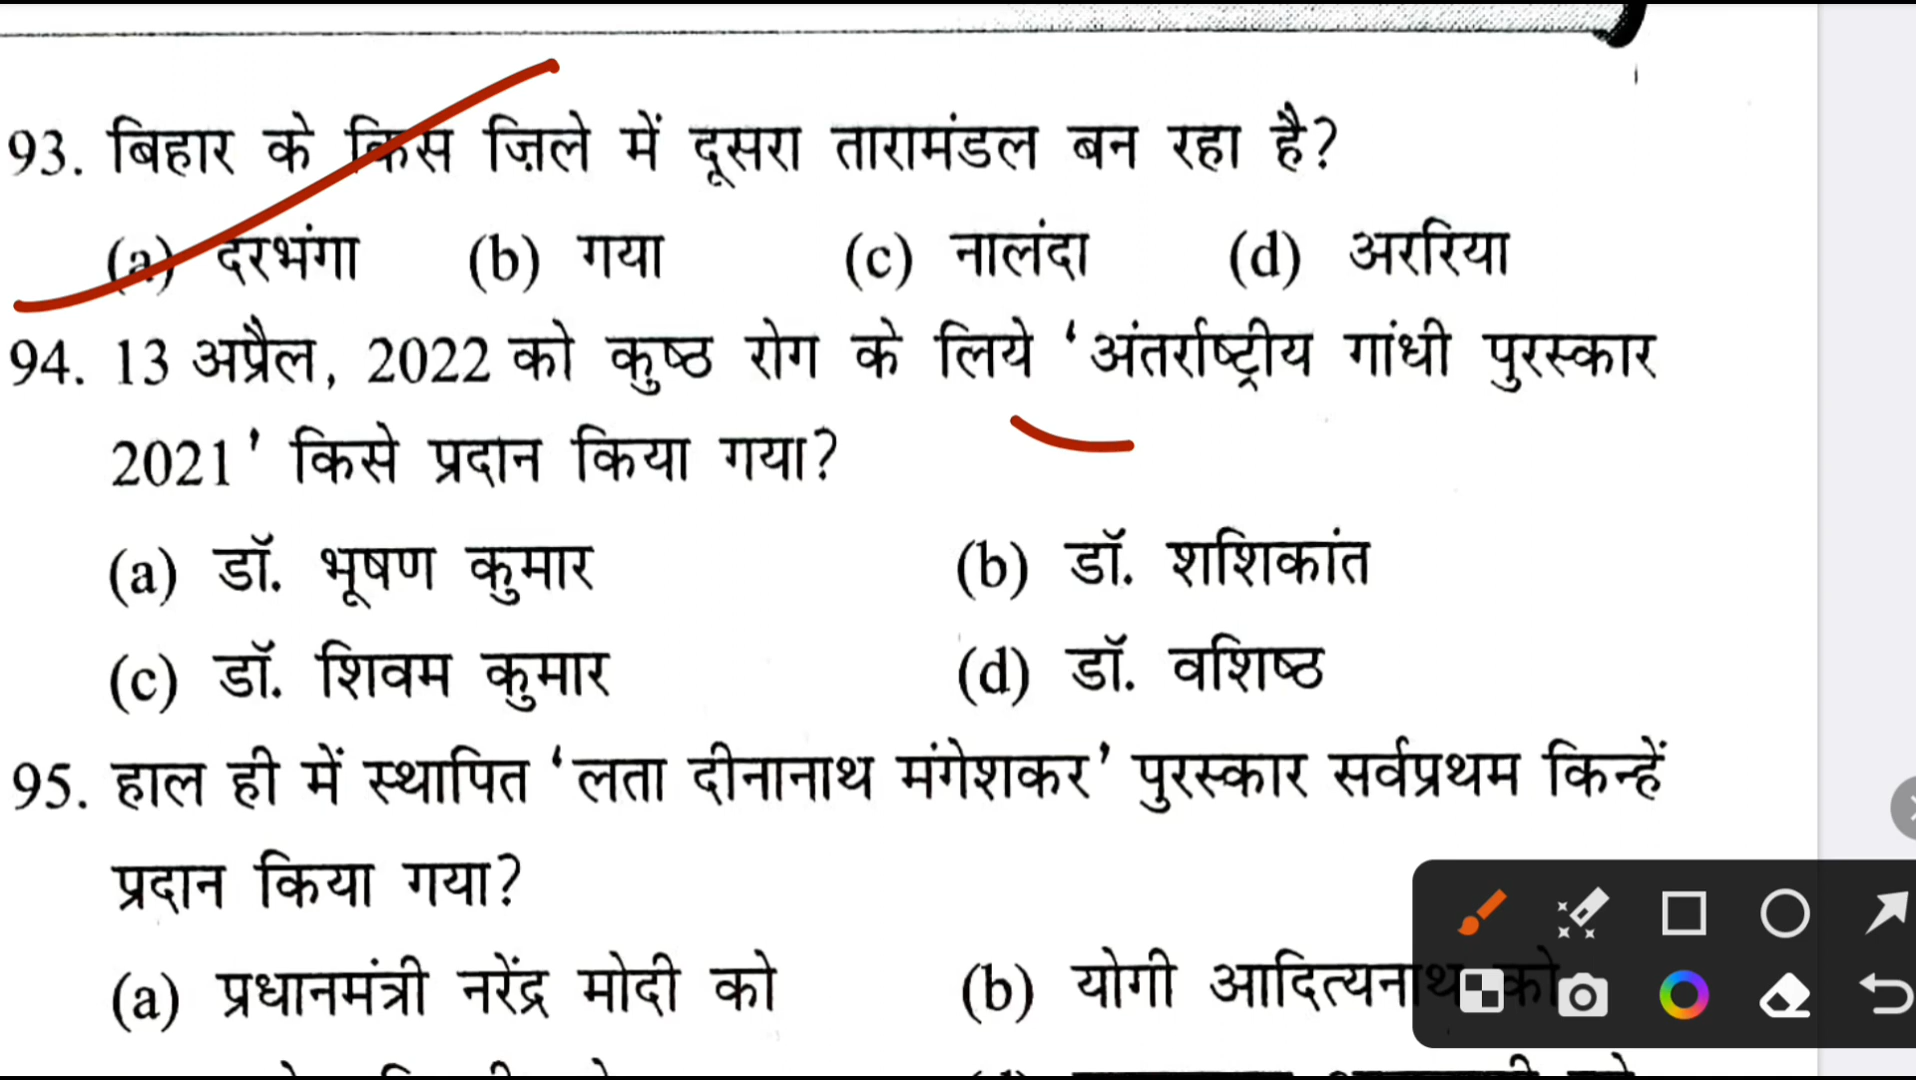 93. बिहार के किस ज़िले में दूसरा तारामंडल बन रहा है?
(a) दरभंगा (b) गया (c) नालंदा (d) अररिया
94. 13 अप्रैल, 2022 को कुष्ठ रोग के लिये ‘अंतर्राष्ट्रीय गांधी पुरस्कार
2021’ किसे प्रदान किया गया?
(a) डॉ. भूषण कुमार (b) डॉ. शशिकांत
(c) डॉ. शिवम कुमार (d) डॉ. वशिष्ठ
95. हाल ही में स्थापित ‘लता दीनानाथ मंगेशकर’ पुरस्कार सर्वप्रथम किन्हें
प्रदान किया गया?
(a) प्रधानमंत्री नरेंद्र मोदी को (b) योगी आदित्यनाथ को